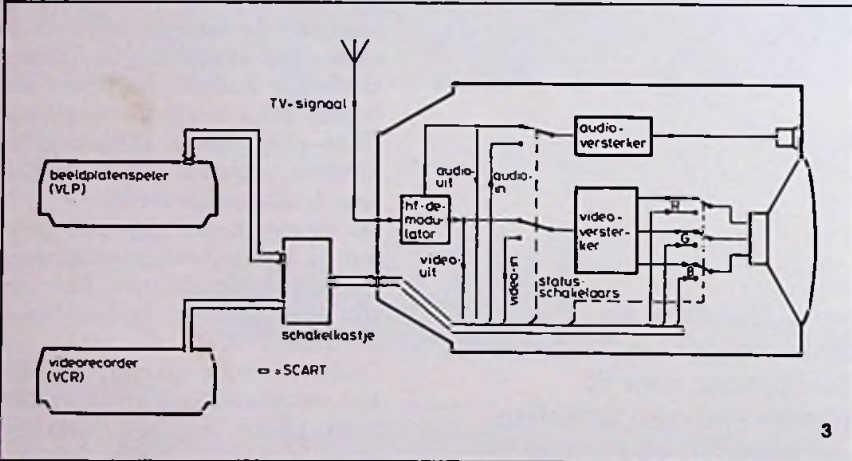 TV-signaal
beeldplatenspeler
(VLP)
videorecorder
(VCR)
schakelkastje
= SCART
hf-de-
modu-
lator
audio-
uit
audio-
in
video-
uit
video-in
status-
schakelaars
audio-
versterker
video-
verster-
ker
R
G
B
3